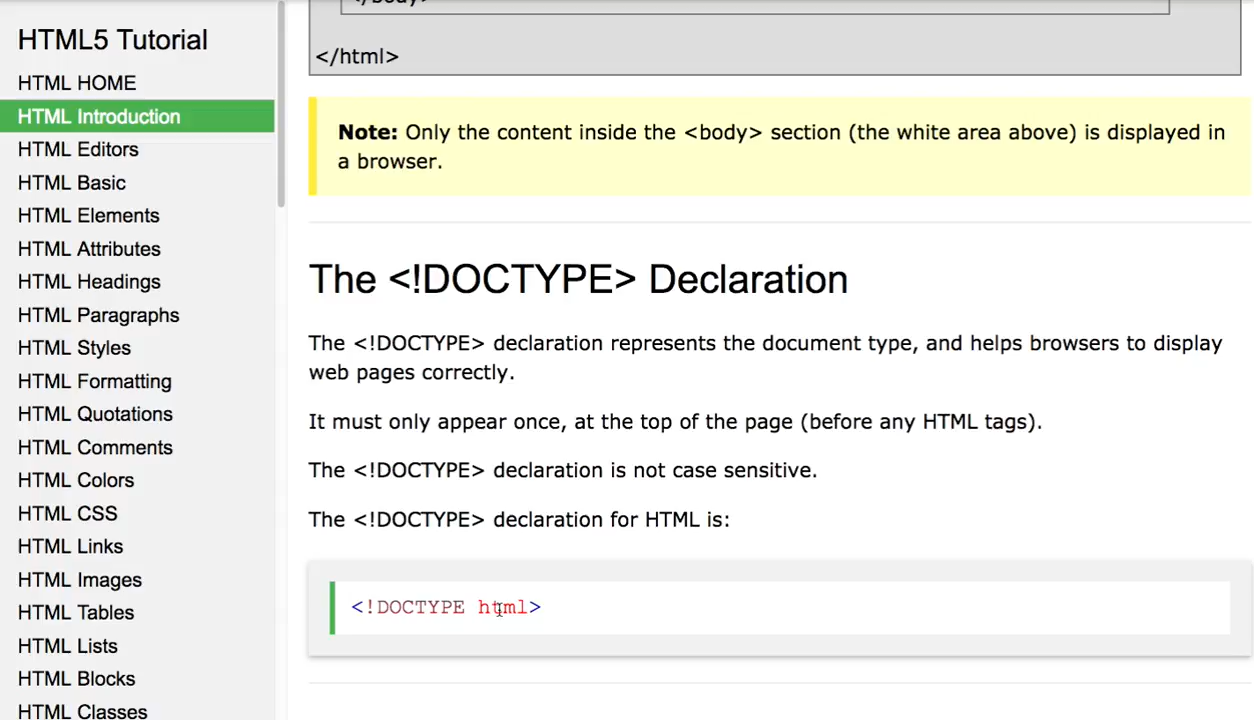 HTML5 Tutorial
HTML HOME
HTML Introduction
HTML Editors
HTML Basic
HTML Elements
HTML Attributes
HTML Headings
HTML Paragraphs
HTML Styles
HTML Formatting
HTML Quotations
HTML Comments
HTML Colors
HTML CSS
HTML Links
HTML Images
HTML Tables
HTML Lists
HTML Blocks
HTML Classes
</body>
</html>
Note: Only the content inside the <body> section (the white area above) is displayed in
a browser.
The <!DOCTYPE> Declaration
The <!DOCTYPE> declaration represents the document type, and helps browsers to display
web pages correctly.
It must only appear once, at the top of the page (before any HTML tags).
The <!DOCTYPE> declaration is not case sensitive.
The <!DOCTYPE> declaration for HTML is:
<!DOCTYPE html>